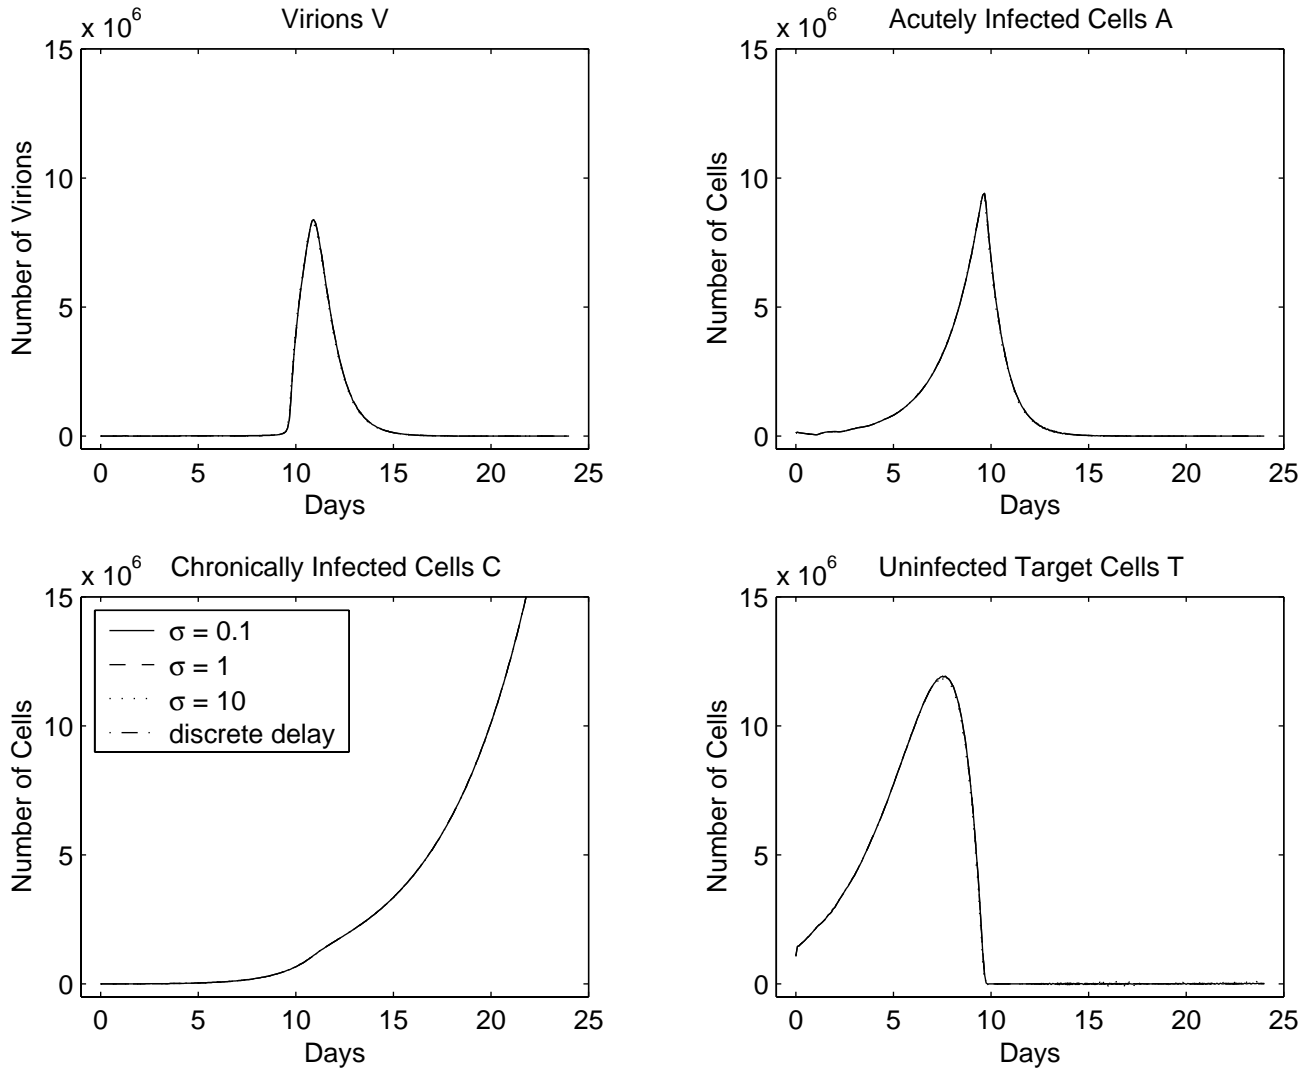 Virions V
x 10^6
15
10
5
0
Number of Virions
0 5 10 15 20 25
Days
Acutely Infected Cells A
x 10^6
15
10
5
0
Number of Cells
0 5 10 15 20 25
Days
Chronically Infected Cells C
x 10^6
15
10
5
0
Number of Cells
σ = 0.1
σ = 1
σ = 10
discrete delay
0 5 10 15 20 25
Days
Uninfected Target Cells T
x 10^6
15
10
5
0
Number of Cells
0 5 10 15 20 25
Days